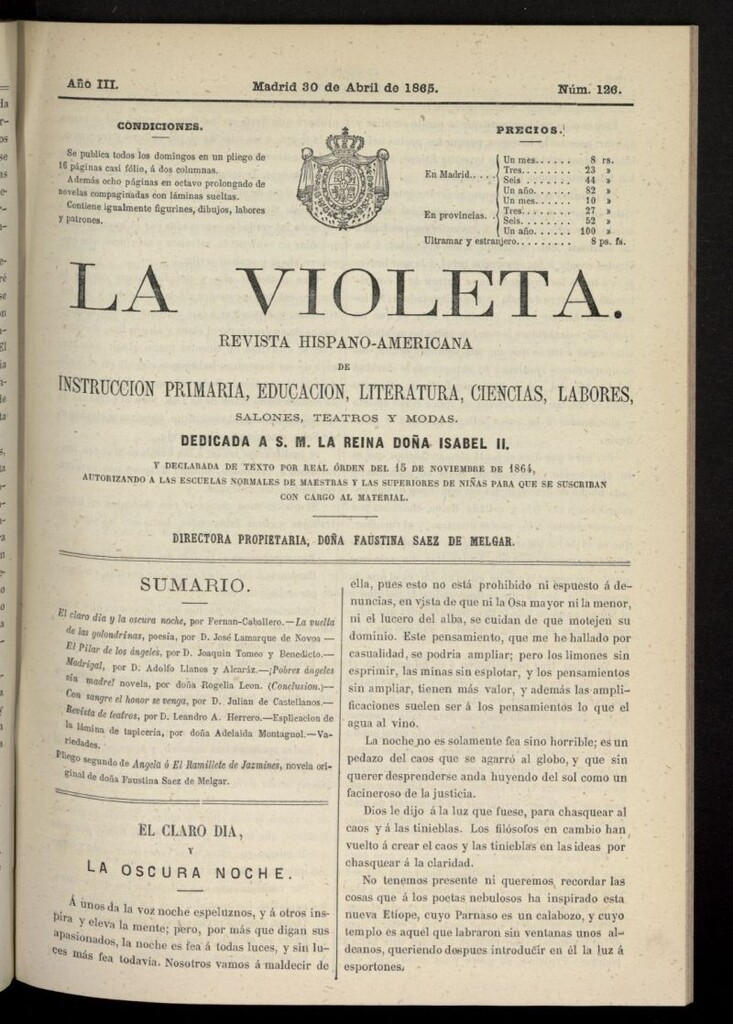 Año III.
Madrid 30 de Abril de 1865.
Núm. 126.
CONDICIONES.
Se publica todos los domingos en un pliego de
16 páginas casi fólio, á dos columnas.
Ademas ocho páginas en octavo prolongado de
novelas compaginadas con láminas sueltas.
Contiene igualmente figurines, dibujos, labores
y patrones.
PRECIOS.
En Madrid....
Un mes...... 8 rs.
Tres....... 23 »
Seis....... 44 »
Un año..... 82 »
En provincias..
Un mes..... 10 »
Tres....... 27 »
Seis....... 52 »
Un año..... 100 »
Ultramar y estranjero......... 8 ps. fs.
LA VIOLETA.
REVISTA HISPANO-AMERICANA
DE
INSTRUCCION PRIMARIA, EDUCACION, LITERATURA, CIENCIAS, LABORES,
SALONES, TEATROS Y MODAS.
DEDICADA A S. M. LA REINA DOÑA ISABEL II.
Y DECLARADA DE TEXTO POR REAL ÓRDEN DEL 15 DE NOVIEMBRE DE 1864,
AUTORIZANDO A LAS ESCUELAS NORMALES DE MAESTRAS Y LAS SUPERIORES DE NIÑAS PARA QUE SE SUSCRIBAN
CON CARGO AL MATERIAL.
DIRECTORA PROPIETARIA, DOÑA FAUSTINA SAEZ DE MELGAR.
SUMARIO.
El claro dia y la oscura noche, por Fernan-Caballero.—La vuelta
de las golondrinas, poesía, por D. José Lamarque de Novoa—
El Pilar de los ángeles, por D. Joaquin Tomeo y Benedicto.—
Madrigal, por D. Adolfo Llanos y Alcaráz.—¡Pobres ángeles
sin madre! novela, por doña Rogelia Leon. (Conclusion.)—
Con sangre el honor se venga, por D. Julian de Castellanos.—
Revista de teatros, por D. Leandro A. Herrero.—Esplicacion de
la lámina de tapicería, por doña Adelaida Montagnol.—Va-
riedades.
Pliego segundo de Angela ó El Ramillete de Jazmines, novela ori-
ginal de doña Faustina Saez de Melgar.
EL CLARO DIA,
Y
LA OSCURA NOCHE.
Á unos da la voz noche espeluznos, y á otros ins-
pira y eleva la mente; pero, por más que digan sus
apasionados, la noche es fea á todas luces, y sin lu-
ces más fea todavia. Nosotros vamos á maldecir de
ella, pues esto no está prohibido ni espuesto á de-
nuncias, en vista de que ni la Osa mayor ni la menor,
ni el lucero del alba, se cuidan de que motejen su
dominio. Este pensamiento, que me he hallado por
casualidad, se podria ampliar; pero los limones sin
esprimir, las minas sin esplotar, y los pensamientos
sin ampliar, tienen más valor, y además las ampli-
ficaciones suelen ser á los pensamientos lo que el
agua al vino.
La noche no es solamente fea sino horrible; es un
pedazo del caos que se agarró al globo, y que sin
querer desprenderse anda huyendo del sol como un
facineroso de la justicia.
Dios le dijo á la luz que fuese, para chasquear al
caos y á las tinieblas. Los filósofos en cambio han
vuelto á crear el caos y las tinieblas en las ideas por
chasquear á la claridad.
No tenemos presente ni queremos recordar las
cosas que á los poetas nebulosos ha inspirado esta
nueva Etíope, cuyo Parnaso es un calabozo, y cuyo
templo es aquel que labraron sin ventanas unos al-
deanos, queriendo despues introducir en él la luz á
esportones.